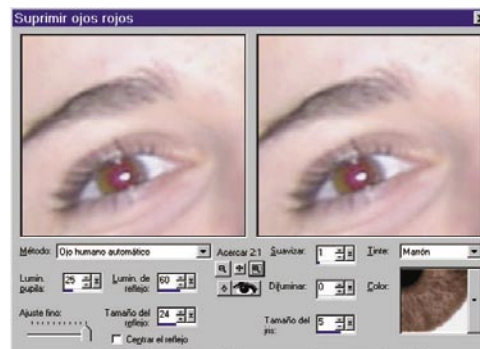 Suprimir ojos rojos
Método: Ojo humano automático Acercar 2:1 Suavizar: 1 Tinte: Marrón
Lumin. pupila: 25 Lumin. de reflejo: 60 Difuminar: 0 Color:
Ajuste fino: Tamaño del reflejo: 24 Tamaño del iris: 5
Centrar el reflejo